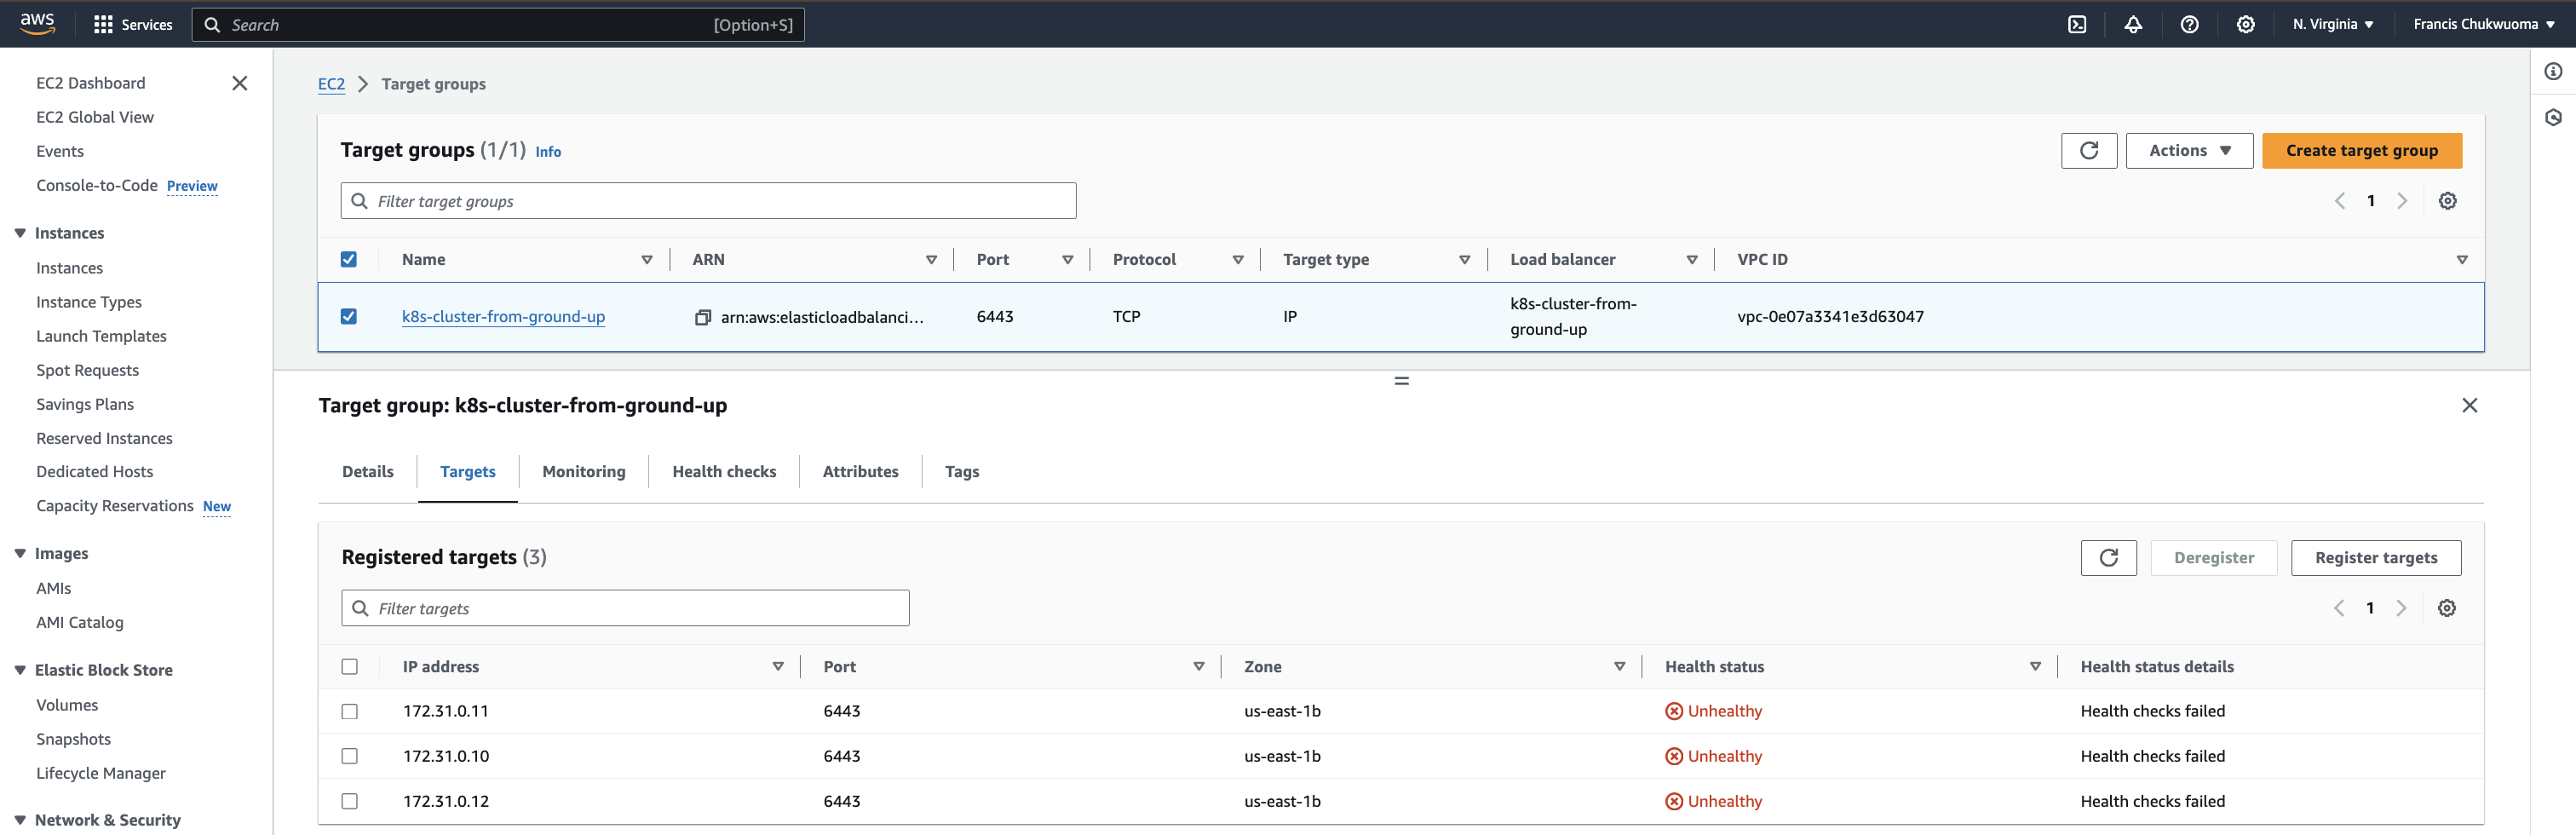 aws Services Search [Option+S] N. Virginia Francis Chukwuoma
EC2 Dashboard
EC2 Global View
Events
Console-to-Code Preview
Instances
Instances
Instance Types
Launch Templates
Spot Requests
Savings Plans
Reserved Instances
Dedicated Hosts
Capacity Reservations New
Images
AMIs
AMI Catalog
Elastic Block Store
Volumes
Snapshots
Lifecycle Manager
Network & Security
EC2 Target groups
Target groups (1/1) Info Actions Create target group
Filter target groups 1
Name ARN Port Protocol Target type Load balancer VPC ID
k8s-cluster-from-ground-up arn:aws:elasticloadbalanci... 6443 TCP IP k8s-cluster-from- vpc-0e07a3341e3d63047
ground-up
Target group: k8s-cluster-from-ground-up
Details Targets Monitoring Health checks Attributes Tags
Registered targets (3) Deregister Register targets
Filter targets 1
IP address Port Zone Health status Health status details
172.31.0.11 6443 us-east-1b Unhealthy Health checks failed
172.31.0.10 6443 us-east-1b Unhealthy Health checks failed
172.31.0.12 6443 us-east-1b Unhealthy Health checks failed